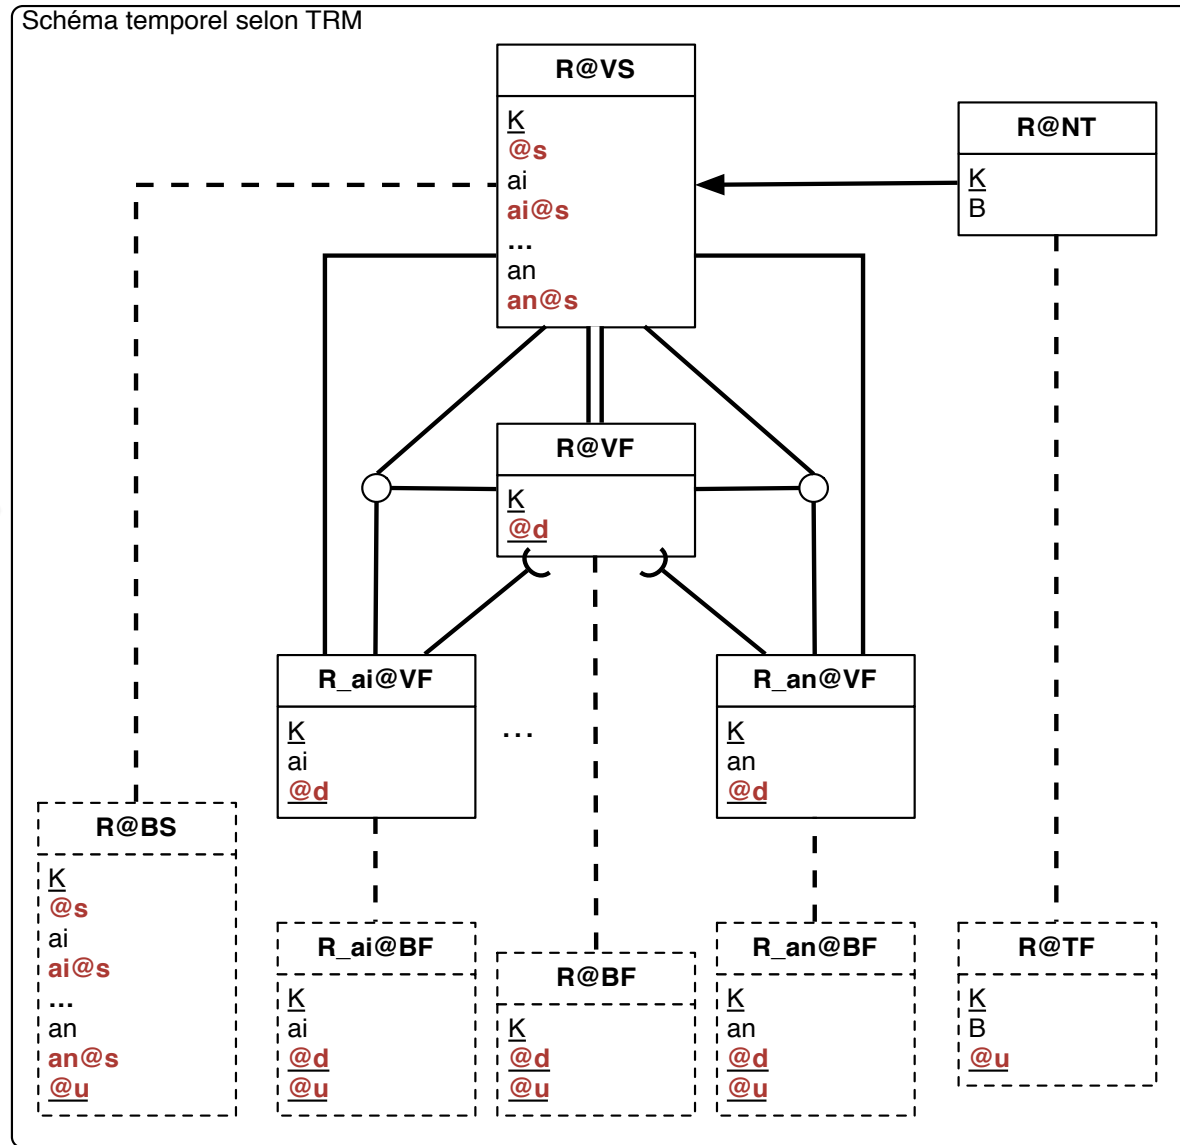 Schéma temporel selon TRM
R@VS
K
@s
ai
ai@s
...
an
an@s
R@NT
K
B
R@VF
K
@d
R_ai@VF
K
ai
@d
...
R_an@VF
K
an
@d
R@BS
K
@s
ai
ai@s
...
an
an@s
@u
R_ai@BF
K
ai
@d
@u
R@BF
K
@d
@u
R_an@BF
K
an
@d
@u
R@TF
K
B
@u